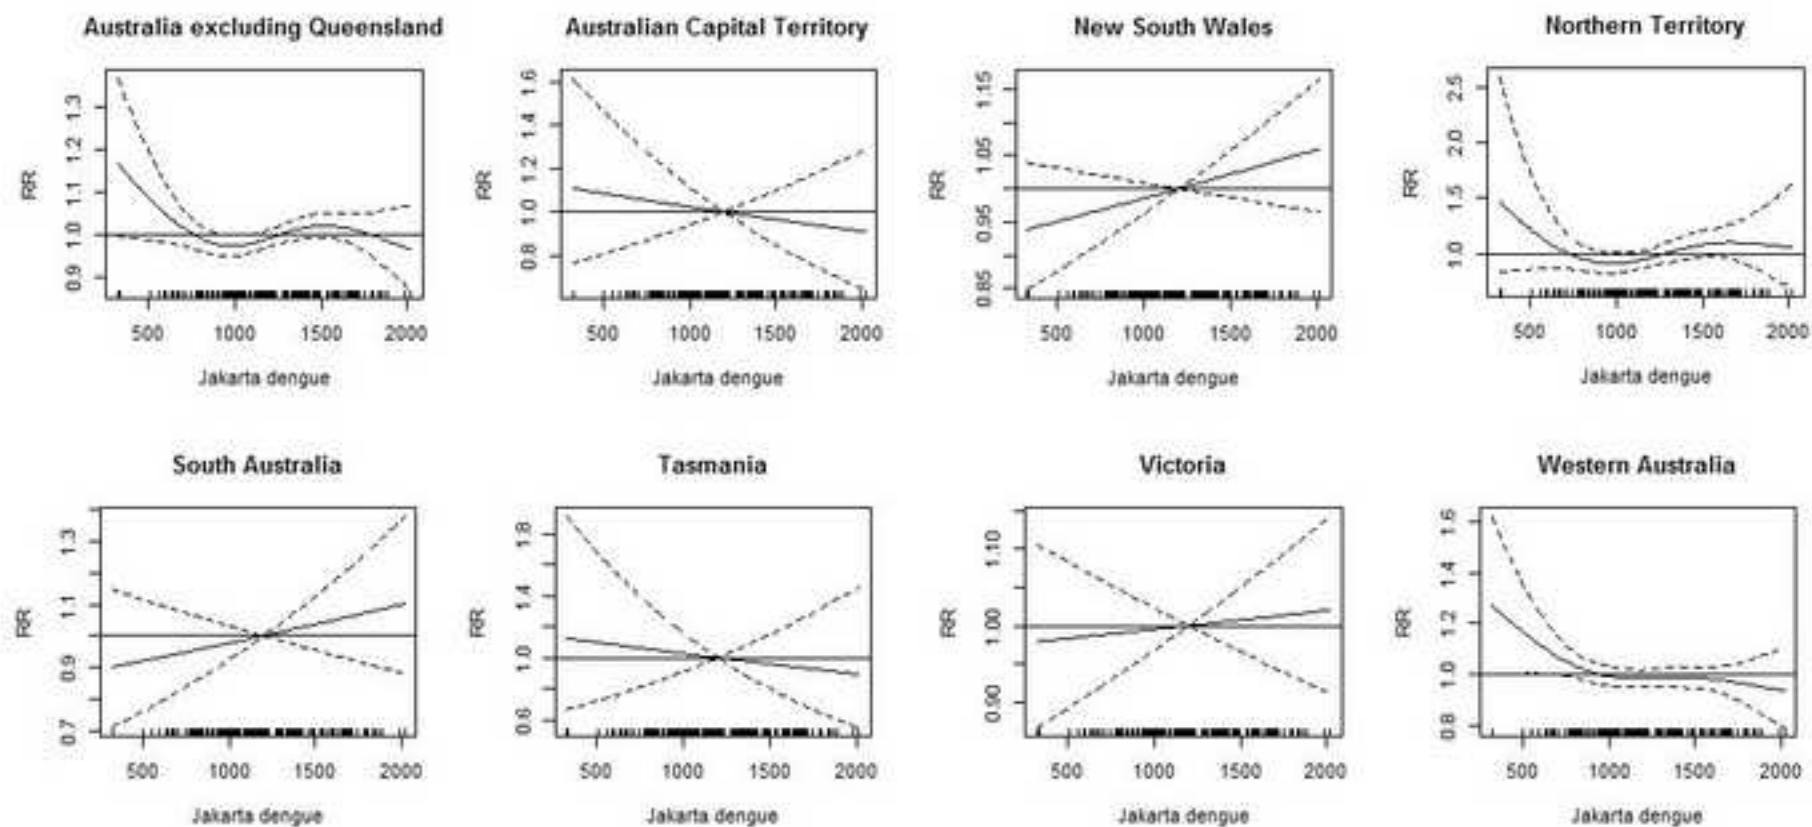 Australia excluding Queensland
RR
0.9 1.0 1.1 1.2 1.3
500 1000 1500 2000
Jakarta dengue
Australian Capital Territory
RR
0.8 1.0 1.2 1.4 1.6
500 1000 1500 2000
Jakarta dengue
New South Wales
RR
0.85 0.95 1.05 1.15
500 1000 1500 2000
Jakarta dengue
Northern Territory
RR
1.0 1.5 2.0 2.5
500 1000 1500 2000
Jakarta dengue
South Australia
RR
0.7 0.9 1.1 1.3
500 1000 1500 2000
Jakarta dengue
Tasmania
RR
0.6 1.0 1.4 1.8
500 1000 1500 2000
Jakarta dengue
Victoria
RR
0.90 1.00 1.10
500 1000 1500 2000
Jakarta dengue
Western Australia
RR
0.8 1.0 1.2 1.4 1.6
500 1000 1500 2000
Jakarta dengue